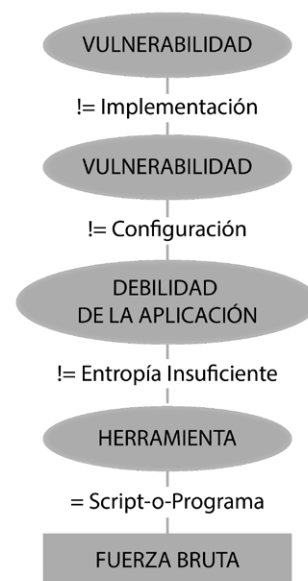 VULNERABILIDAD
!= Implementación
VULNERABILIDAD
!= Configuración
DEBILIDAD
DE LA APLICACIÓN
!= Entropía Insuficiente
HERRAMIENTA
= Script-o-Programa
FUERZA BRUTA